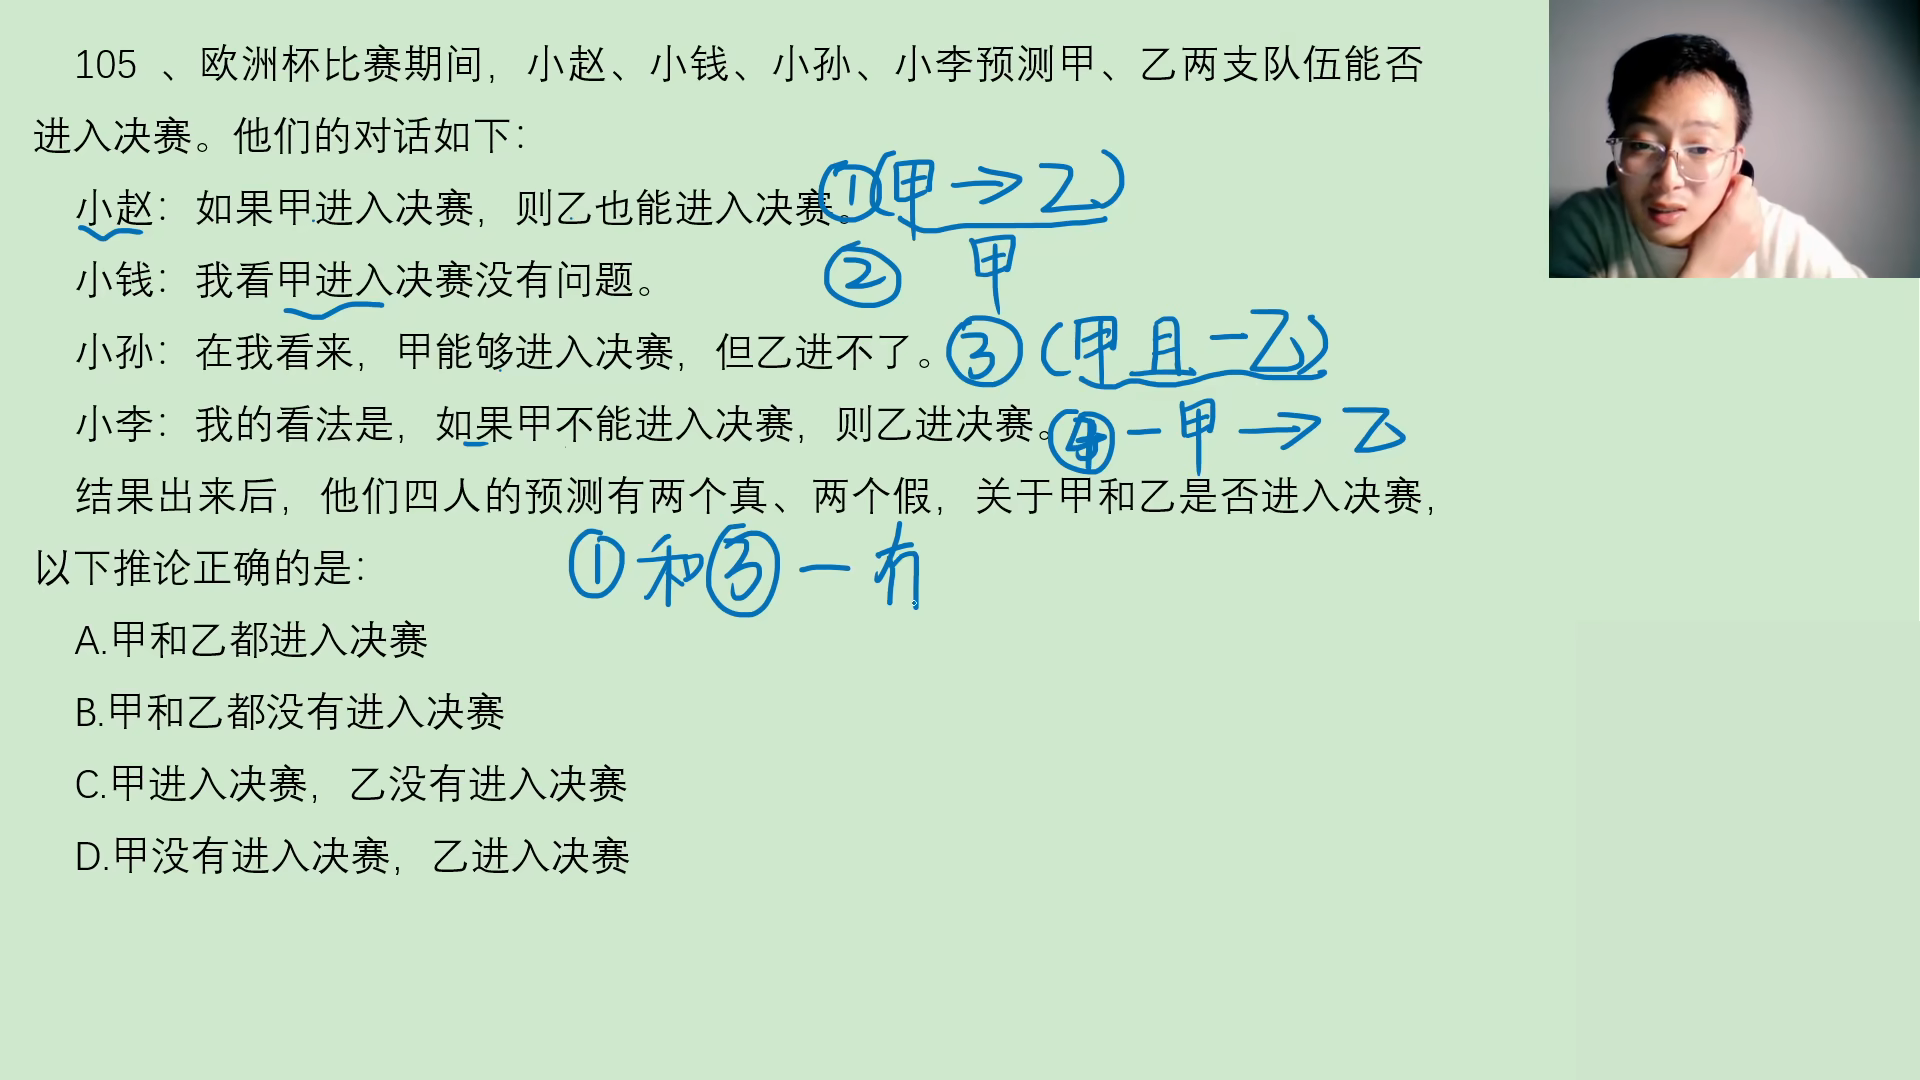 105 、欧洲杯比赛期间，小赵、小钱、小孙、小李预测甲、乙两支队伍能否
进入决赛。他们的对话如下：
小赵：如果甲进入决赛，则乙也能进入决赛。①(甲→乙)
小钱：我看甲进入决赛没有问题。② 甲
小孙：在我看来，甲能够进入决赛，但乙进不了。③(甲且-乙)
小李：我的看法是，如果甲不能进入决赛，则乙进决赛。④-甲→乙
结果出来后，他们四人的预测有两个真、两个假，关于甲和乙是否进入决赛，
以下推论正确的是：
①和③一有
A.甲和乙都进入决赛
B.甲和乙都没有进入决赛
C.甲进入决赛，乙没有进入决赛
D.甲没有进入决赛，乙进入决赛